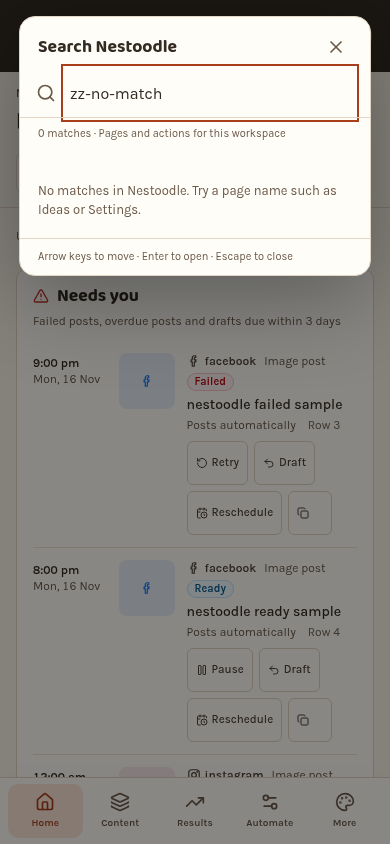 Search Nestoodle
zz-no-match
0 matches · Pages and actions for this workspace
No matches in Nestoodle. Try a page name such as
Ideas or Settings.
Arrow keys to move · Enter to open · Escape to close
Needs you
Failed posts, overdue posts and drafts due within 3 days
9:00 pm
Mon, 16 Nov
facebook Image post
Failed
nestoodle failed sample
Posts automatically Row 3
Retry
Draft
Reschedule
8:00 pm
Mon, 16 Nov
facebook Image post
Ready
nestoodle ready sample
Posts automatically Row 4
Pause
Draft
Reschedule
12:00 am
instagram Image post
Home
Content
Results
Automate
More